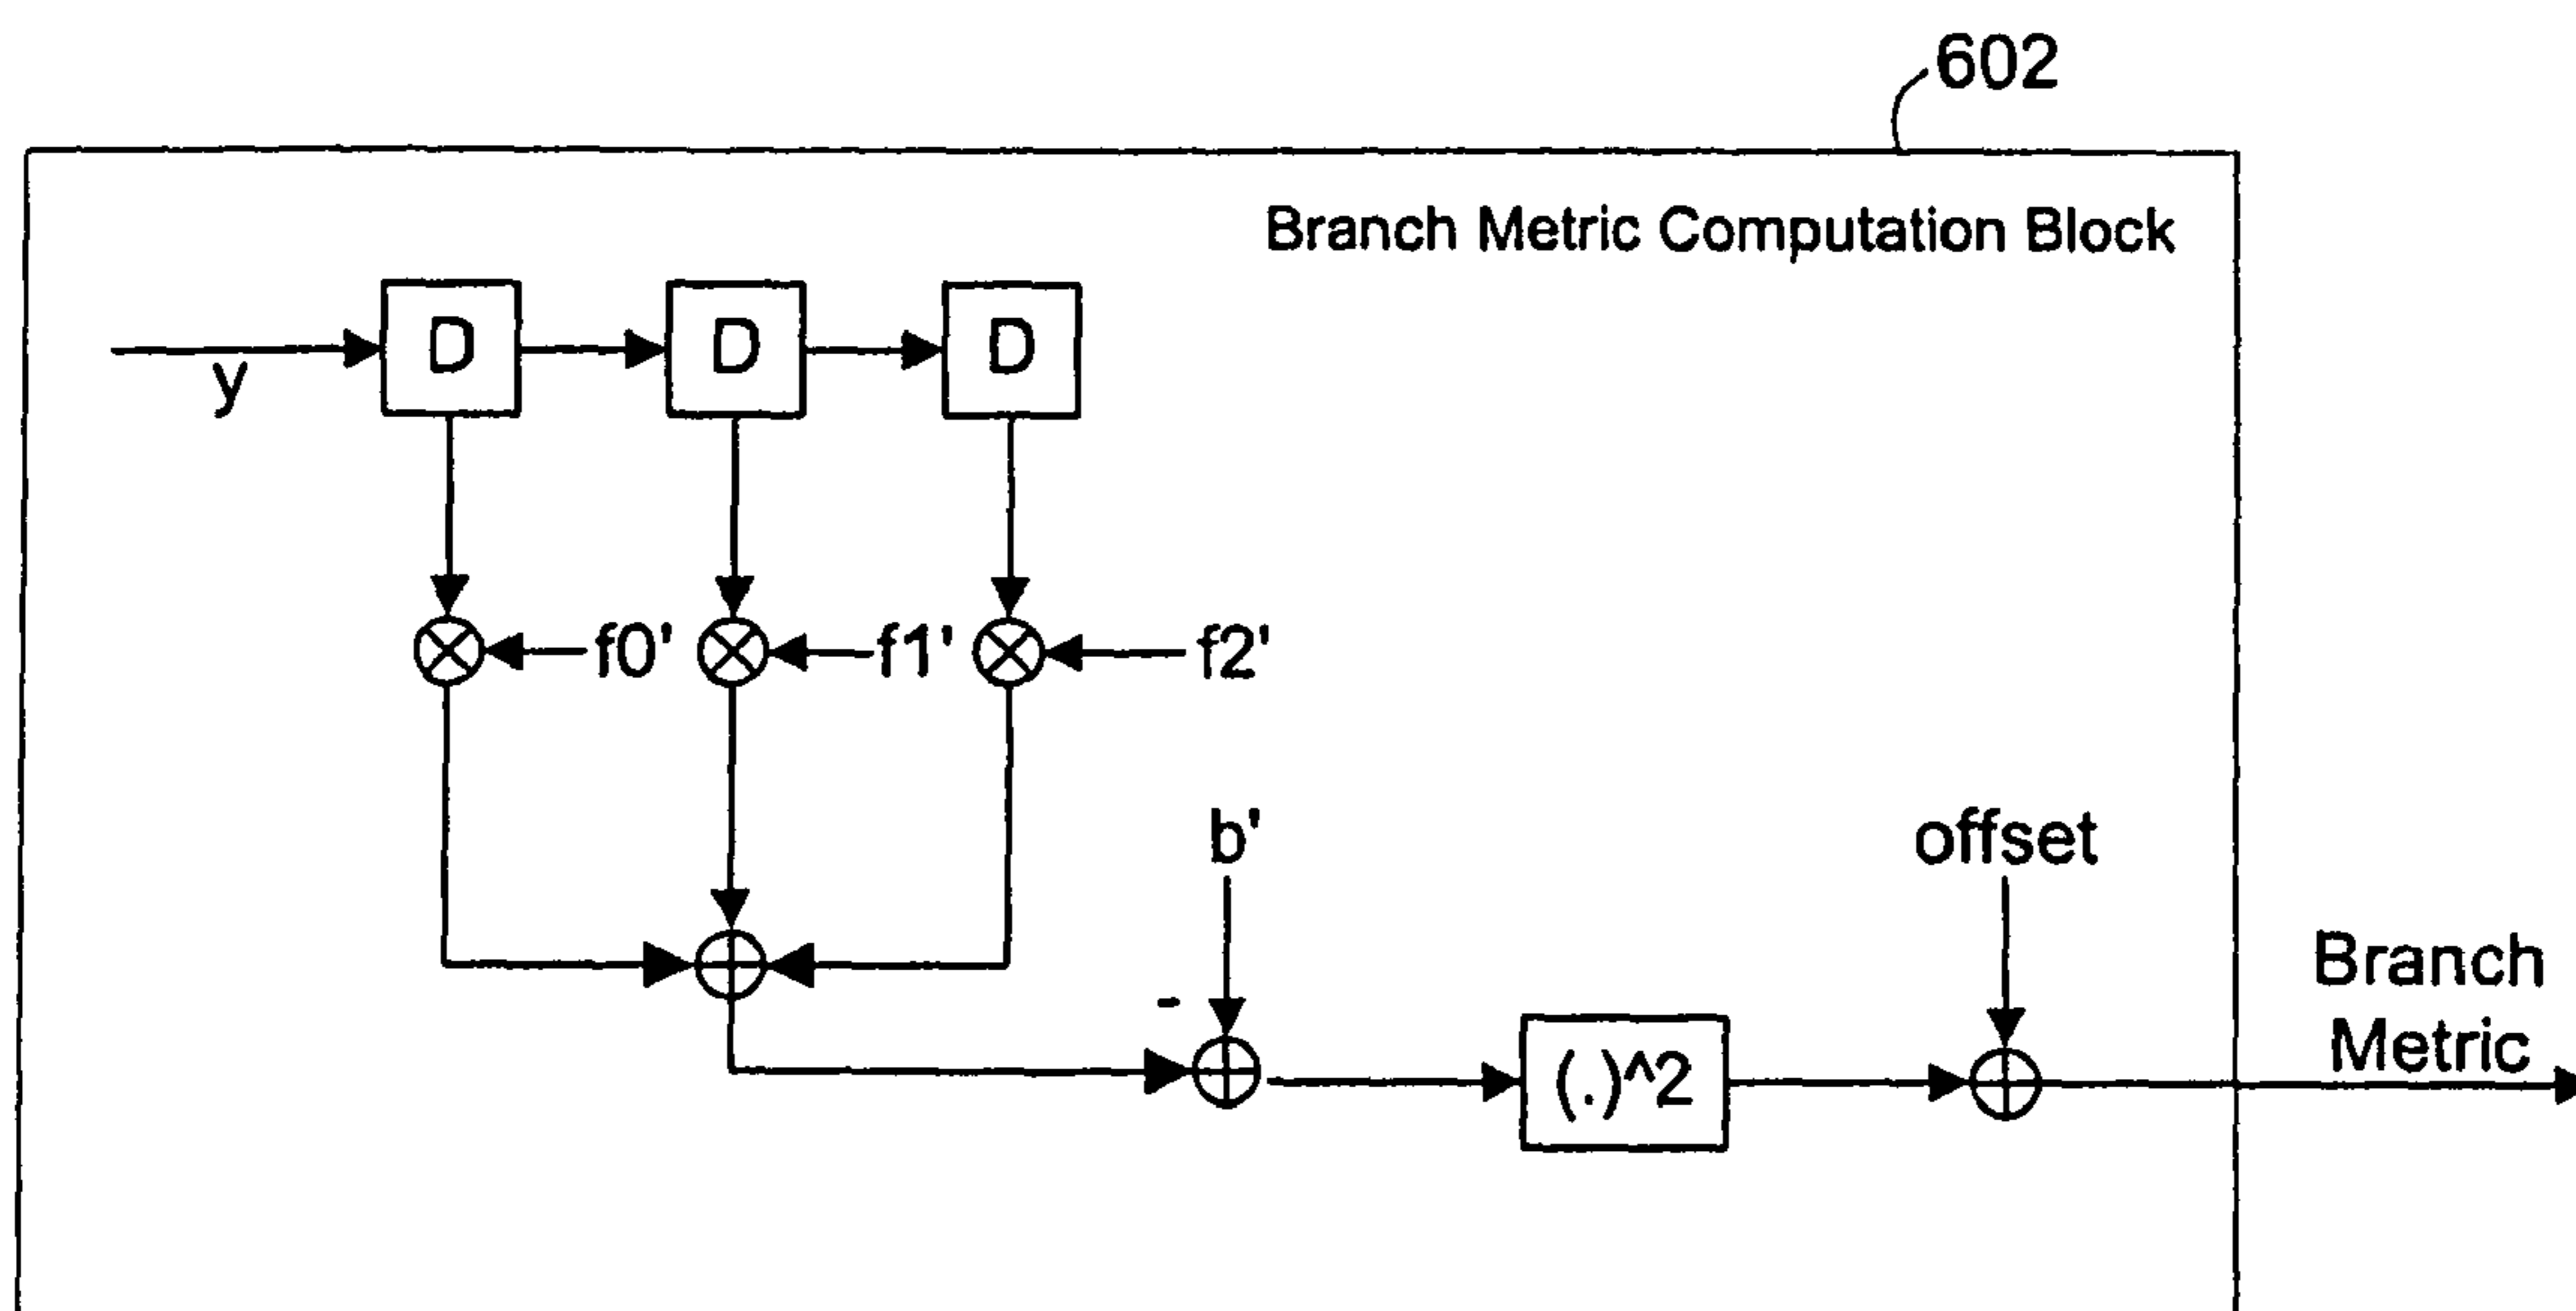 602
Branch Metric Computation Block
D D D
y
f0' f1' f2'
b' offset
-
(.)^2
Branch
Metric